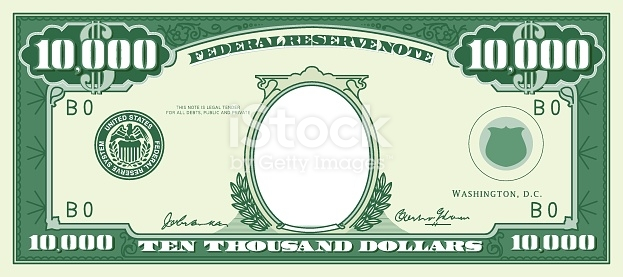 FEDERAL RESERVE NOTE
10,000 10,000
B0 B0
THIS NOTE IS LEGAL TENDER
FOR ALL DEBTS, PUBLIC AND PRIVATE
iStock
by Getty Images
UNITED STATES
FEDERAL RESERVE SYSTEM
WASHINGTON, D.C.
B0 B0
10,000 TEN THOUSAND DOLLARS 10,000